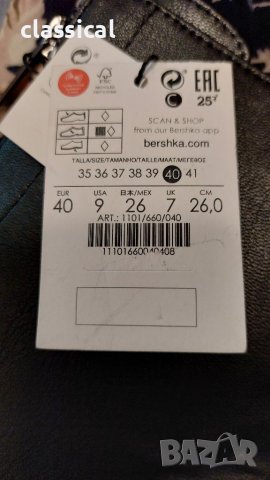 classical
FSC
EAC
C 25
SCAN & SHOP
from our Bershka app
bershka.com
TALLA/SIZE/TAMANHO/TAILLE/MAAT/ΜΕΓΕΘΟΣ
35 36 37 38 39 40 41
EUR USA 日本/MEX UK CM
40 9 26 7 26,0
ART.: 1101/660/040
11101660040408
bazar